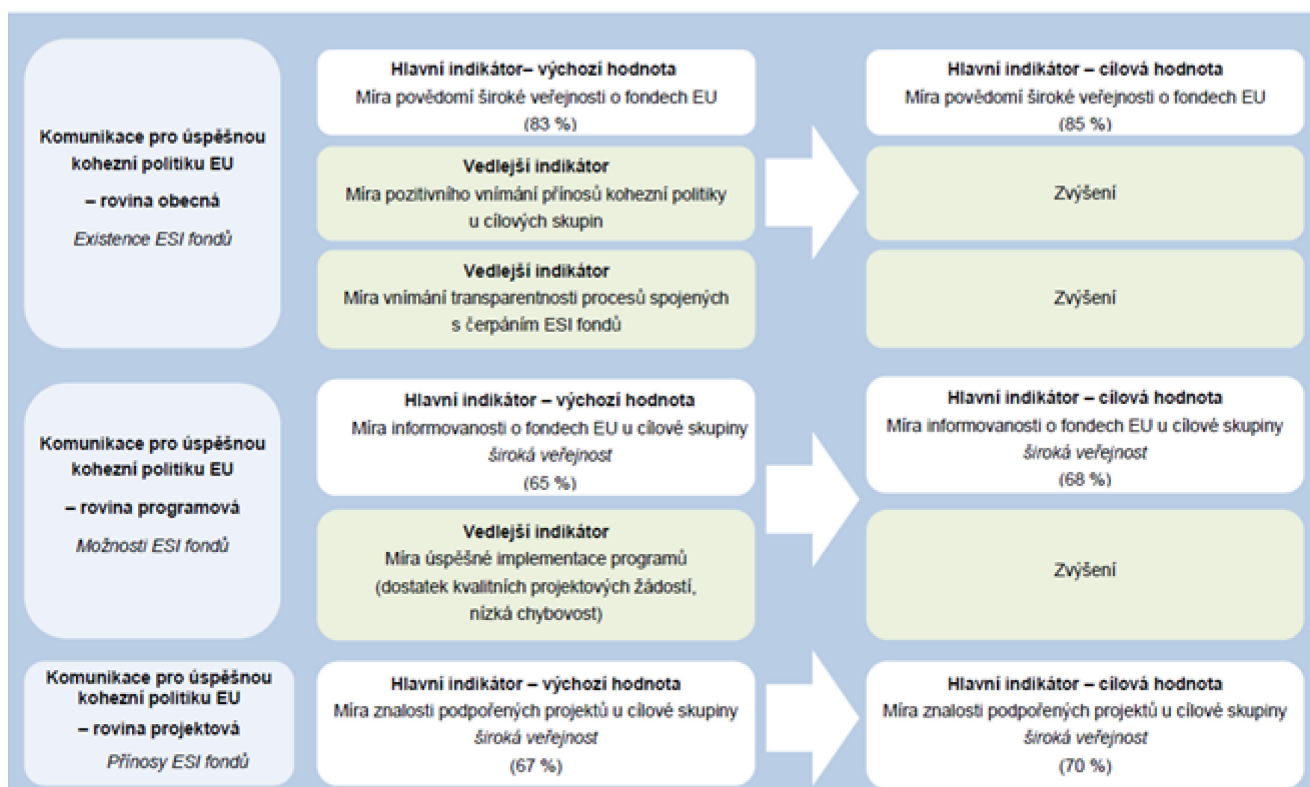 Komunikace pro úspěšnou
kohezní politiku EU
– rovina obecná
Existence ESI fondů
Hlavní indikátor– výchozí hodnota
Míra povědomí široké veřejnosti o fondech EU
(83 %)
Vedlejší indikátor
Míra pozitivního vnímání přínosů kohezní politiky
u cílových skupin
Vedlejší indikátor
Míra vnímání transparentnosti procesů spojených
s čerpáním ESI fondů
Hlavní indikátor – cílová hodnota
Míra povědomí široké veřejnosti o fondech EU
(85 %)
Zvýšení
Zvýšení
Komunikace pro úspěšnou
kohezní politiku EU
– rovina programová
Možnosti ESI fondů
Hlavní indikátor – výchozí hodnota
Míra informovanosti o fondech EU u cílové skupiny
široká veřejnost
(65 %)
Vedlejší indikátor
Míra úspěšné implementace programů
(dostatek kvalitních projektových žádostí,
nízká chybovost)
Hlavní indikátor – cílová hodnota
Míra informovanosti o fondech EU u cílové skupiny
široká veřejnost
(68 %)
Zvýšení
Komunikace pro úspěšnou
kohezní politiku EU
– rovina projektová
Přínosy ESI fondů
Hlavní indikátor – výchozí hodnota
Míra znalosti podpořených projektů u cílové skupiny
široká veřejnost
(67 %)
Hlavní indikátor – cílová hodnota
Míra znalosti podpořených projektů u cílové skupiny
široká veřejnost
(70 %)